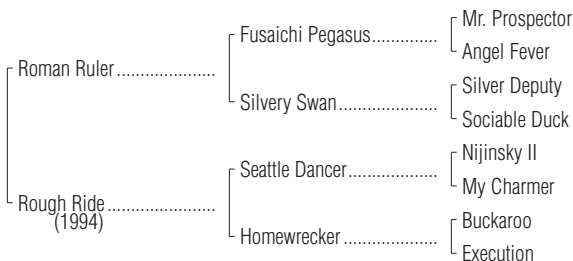 Mr. Prospector
Fusaichi Pegasus..............
Angel Fever
Roman Ruler.....................
Silver Deputy
Silvery Swan.....................
Sociable Duck
Nijinsky II
Seattle Dancer...................
My Charmer
Rough Ride.......................
(1994)
Buckaroo
Homewrecker....................
Execution